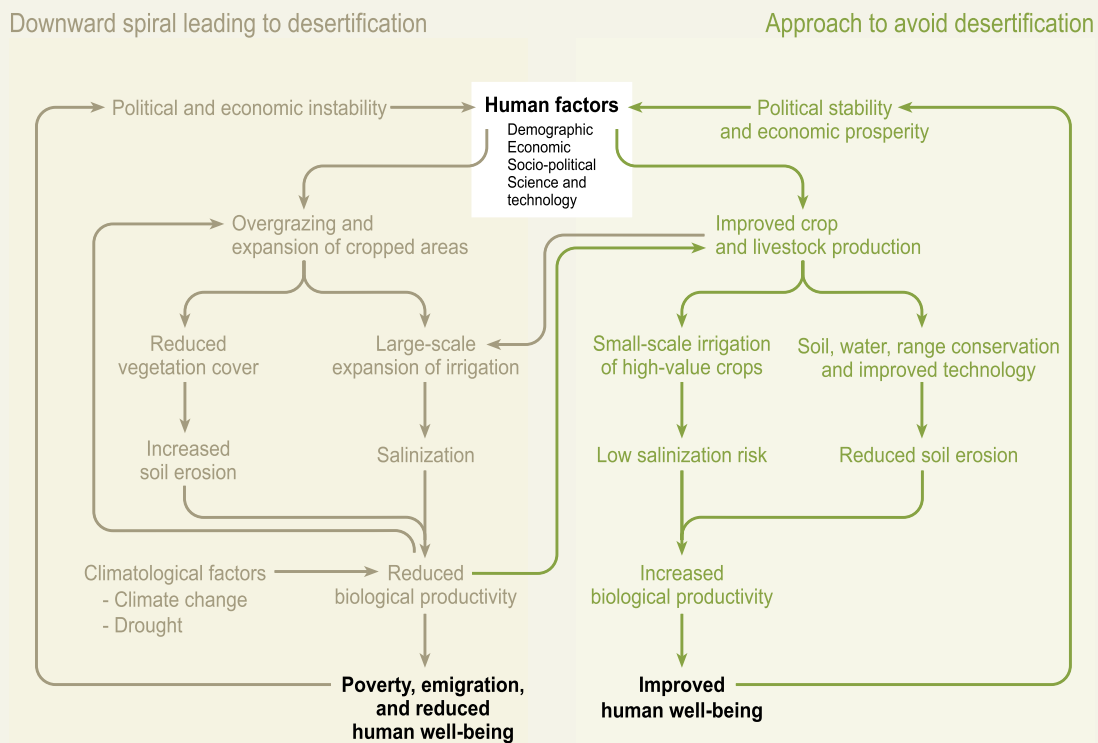 Downward spiral leading to desertification
Approach to avoid desertification
Political and economic instability
Human factors
Demographic
Economic
Socio-political
Science and
technology
Political stability
and economic prosperity
Overgrazing and
expansion of cropped areas
Improved crop
and livestock production
Reduced
vegetation cover
Large-scale
expansion of irrigation
Small-scale irrigation
of high-value crops
Soil, water, range conservation
and improved technology
Increased
soil erosion
Salinization
Low salinization risk
Reduced soil erosion
Climatological factors
- Climate change
- Drought
Reduced
biological productivity
Increased
biological productivity
Poverty, emigration,
and reduced
human well-being
Improved
human well-being